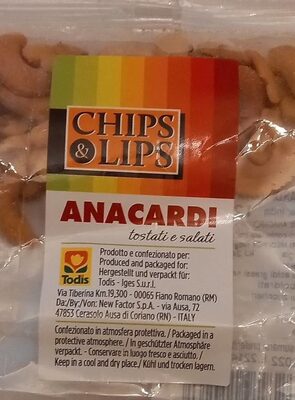 CHIPS
& LIPS
ANACARDI
tostati e salati
Todis
Prodotto e confezionato per:
Produced and packaged for:
Hergestellt und verpackt für:
Todis - Iges S.u.r.l.
Via Tiberina Km.19,300 - 00065 Fiano Romano (RM)
Da:/By:/Von: New Factor S.p.A. - via Ausa, 72
47853 Cerasolo Ausa di Coriano (RN) - ITALY
Confezionato in atmosfera protettiva. / Packaged in a
protective atmosphere. / In geschützter Atmosphäre
verpackt. - Conservare in luogo fresco e asciutto. /
Keep in a cool and dry place./ Kühl und trocken lagern.